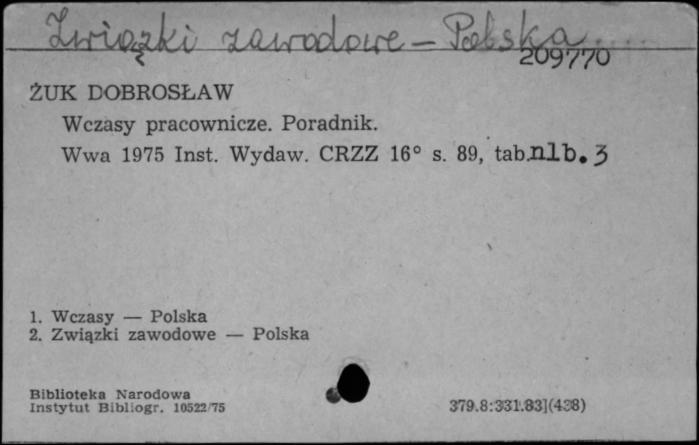 Związki zawodowe - Polska
209770
ŻUK DOBROSŁAW
Wczasy pracownicze. Poradnik.
Wwa 1975 Inst. Wydaw. CRZZ 16° s. 89, tab.nlb. 3
1. Wczasy — Polska
2. Związki zawodowe — Polska
Biblioteka Narodowa
Instytut Bibliogr. 10522/75
379.8:331.83](438)